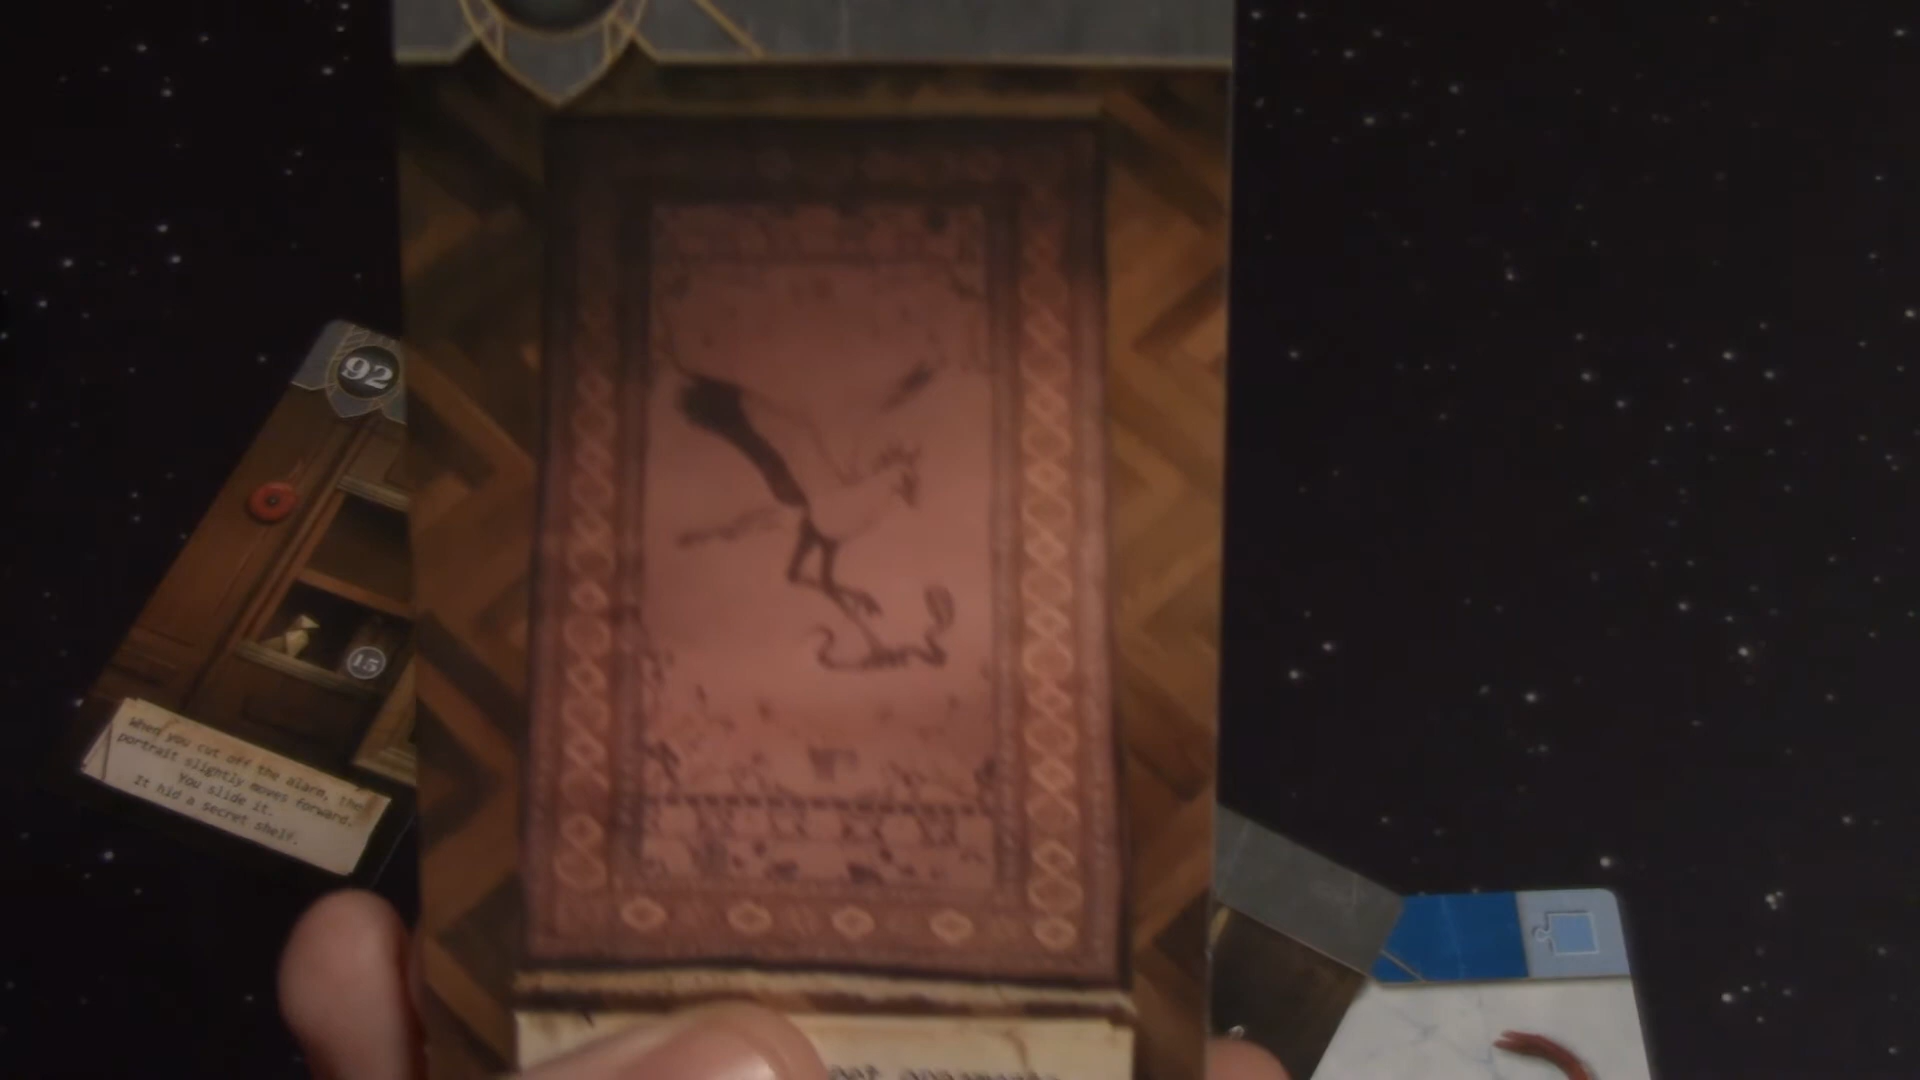 92
15
When you cut off the alarm, the
portrait slightly moves forward.
You slide it.
It hid a secret shelf.